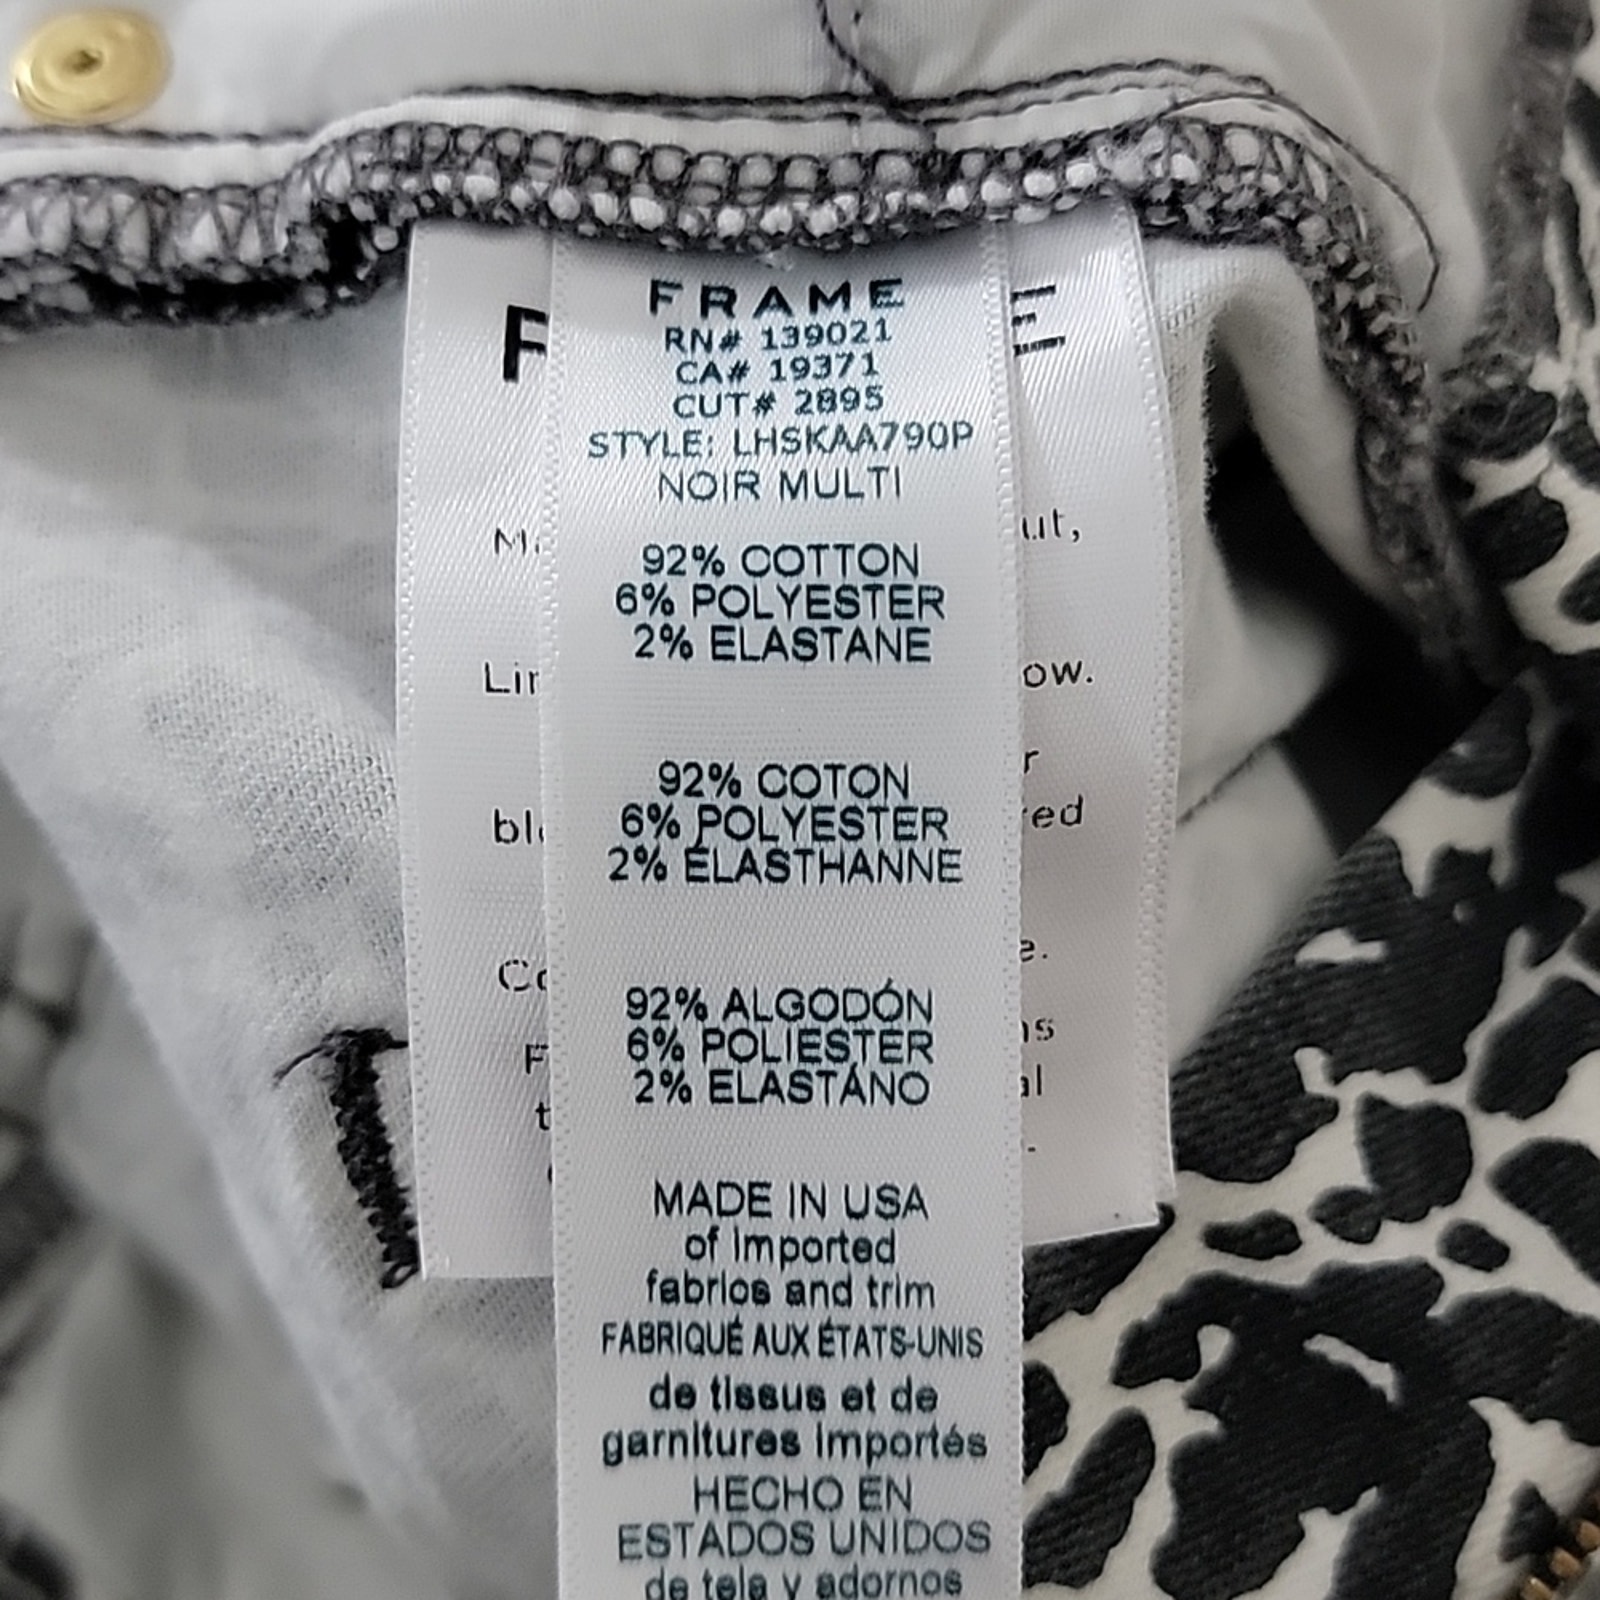 FRAME
RN# 139021
CA# 19371
CUT# 2895
STYLE: LHSKAA790P
NOIR MULTI
92% COTTON
6% POLYESTER
2% ELASTANE
92% COTON
6% POLYESTER
2% ÉLASTHANNE
92% ALGODÓN
6% POLIÉSTER
2% ELASTANO
MADE IN USA
of imported
fabrics and trim
FABRIQUÉ AUX ÉTATS-UNIS
de tissus et de
garnitures importés
HECHO EN
ESTADOS UNIDOS
de tela y adornos